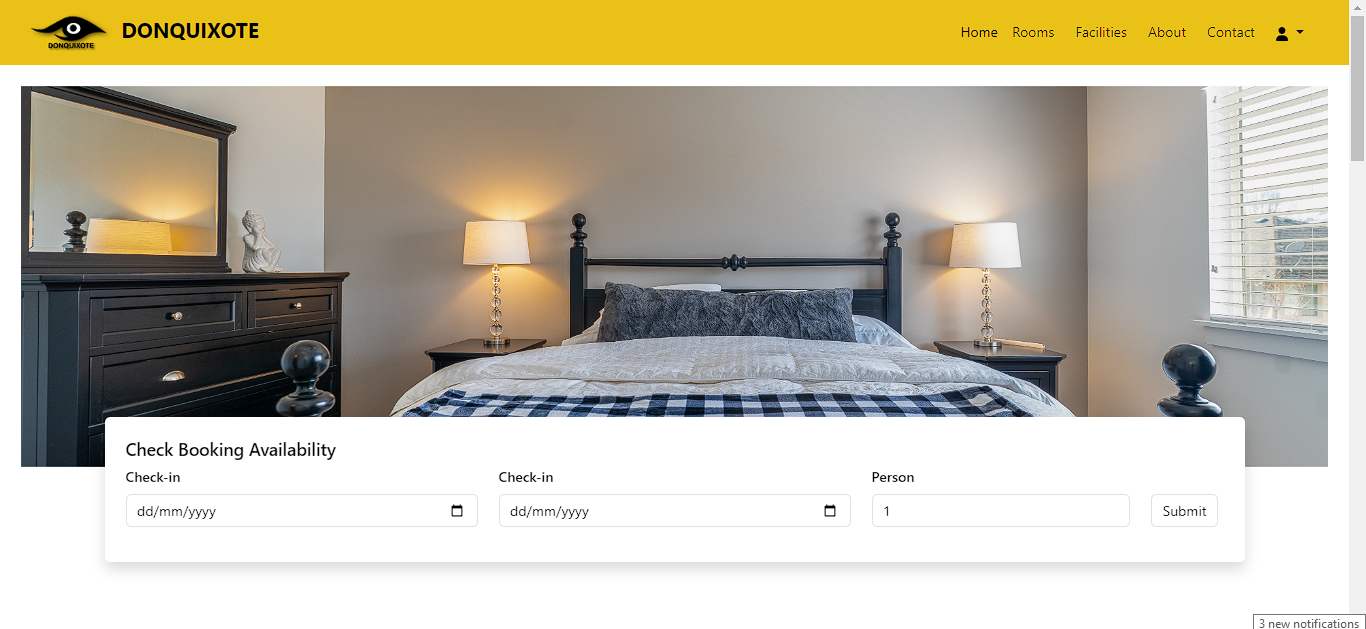 DONQUIXOTE
DONQUIXOTE
Home Rooms Facilities About Contact
Check Booking Availability
Check-in Check-in Person
dd/mm/yyyy dd/mm/yyyy 1 Submit
3 new notifications